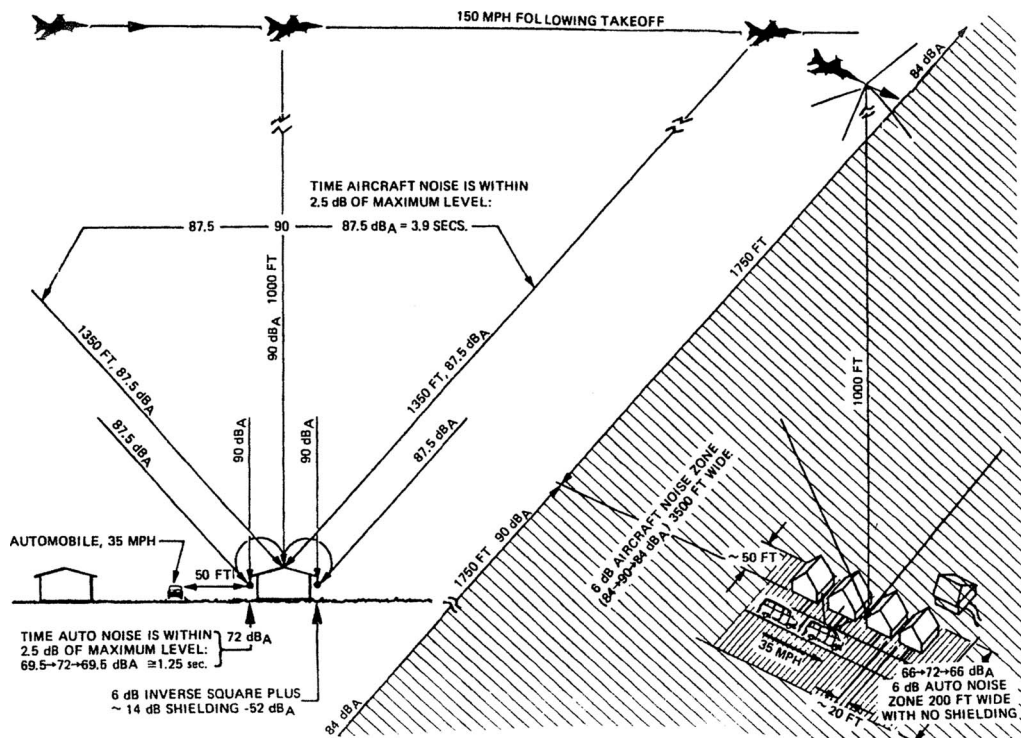 150 MPH FOLLOWING TAKEOFF
84 dBA
TIME AIRCRAFT NOISE IS WITHIN
2.5 dB OF MAXIMUM LEVEL:
87.5 90 87.5 dBA = 3.9 SECS.
1000 FT
90 dBA
1750 FT
1350 FT, 87.5 dBA
1350 FT, 87.5 dBA
1000 FT
87.5 dBA
90 dBA
90 dBA
87.5 dBA
6 dB AIRCRAFT NOISE ZONE
(84→90→84 dBA) 3500 FT WIDE
1750 FT 90 dBA
AUTOMOBILE, 35 MPH
50 FT
~ 50 FT
35 MPH
TIME AUTO NOISE IS WITHIN
2.5 dB OF MAXIMUM LEVEL:
69.5→72→69.5 dBA ≅1.25 sec.
72 dBA
6 dB INVERSE SQUARE PLUS
~ 14 dB SHIELDING -52 dBA
84 dBA
~ 20 FT
66→72→66 dBA
6 dB AUTO NOISE
ZONE 200 FT WIDE
WITH NO SHIELDING